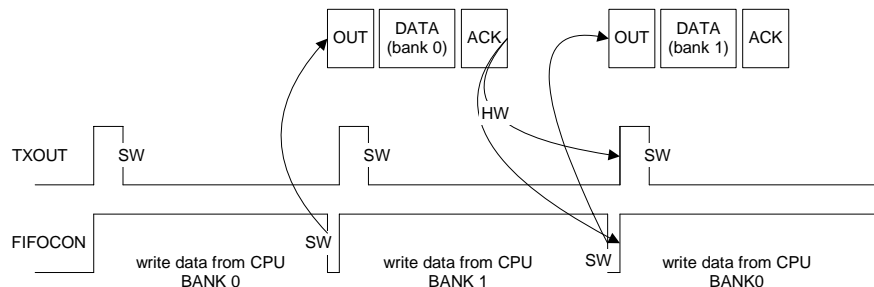 OUT DATA (bank 0) ACK OUT DATA (bank 1) ACK
HW
TXOUT SW SW SW
FIFOCON SW SW
write data from CPU write data from CPU write data from CPU
BANK 0 BANK 1 BANK0